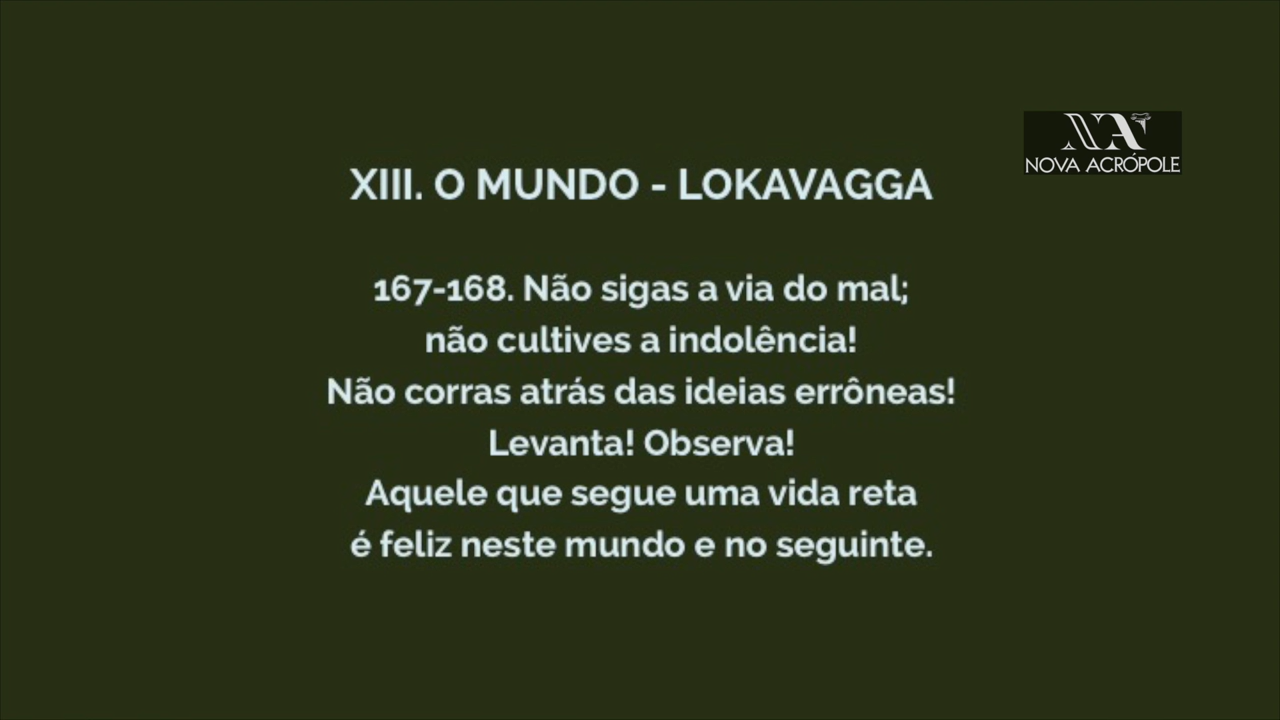 NOVA ACRÓPOLE
XIII. O MUNDO - LOKAVAGGA
167-168. Não sigas a via do mal;
não cultives a indolência!
Não corras atrás das ideias errôneas!
Levanta! Observa!
Aquele que segue uma vida reta
é feliz neste mundo e no seguinte.